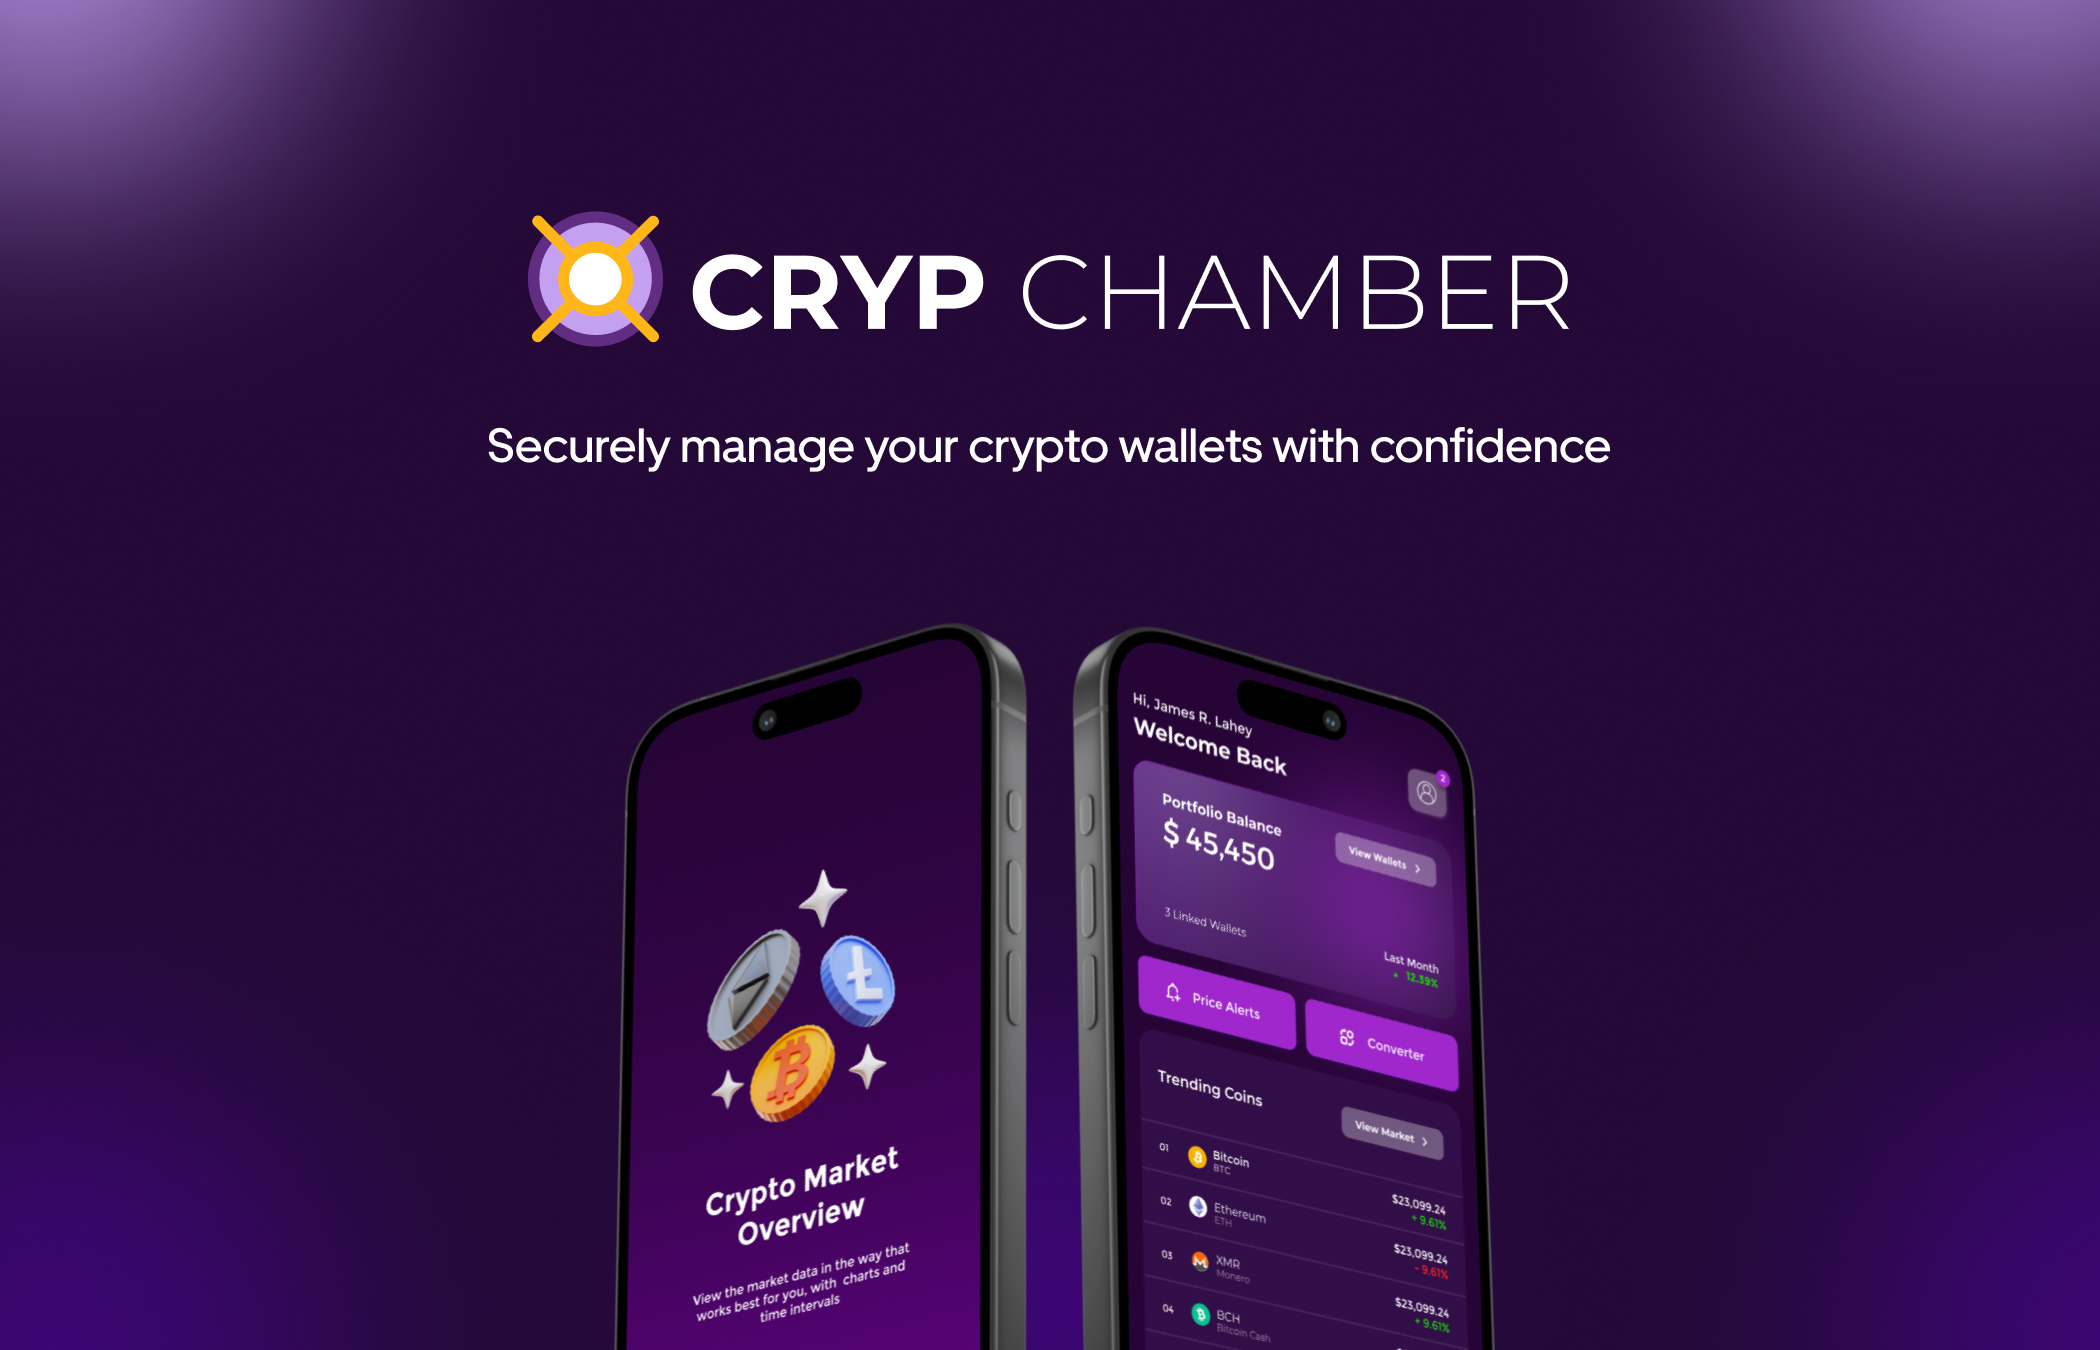 CRYP CHAMBER
Securely manage your crypto wallets with confidence
Crypto Market
Overview
View the market data in the way that
works best for you, with charts and
time intervals
Hi, James R. Lahey
Welcome Back
2
Portfolio Balance
$ 45,450
View Wallets
3 Linked Wallets
Last Month
▲ 12.39%
Price Alerts
Converter
Trending Coins
View Market
01 Bitcoin
BTC
$23,099.24
+ 9.61%
02 Ethereum
ETH
$23,099.24
- 9.61%
03 XMR
Monero
$23,099.24
+ 9.61%
04 BCH
Bitcoin Cash